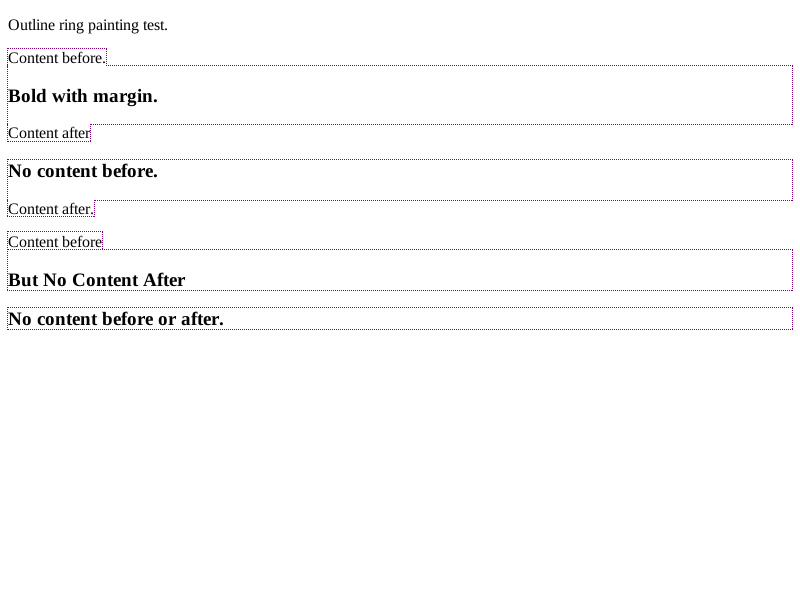 Outline ring painting test.
Content before.
Bold with margin.
Content after
No content before.
Content after.
Content before
But No Content After
No content before or after.